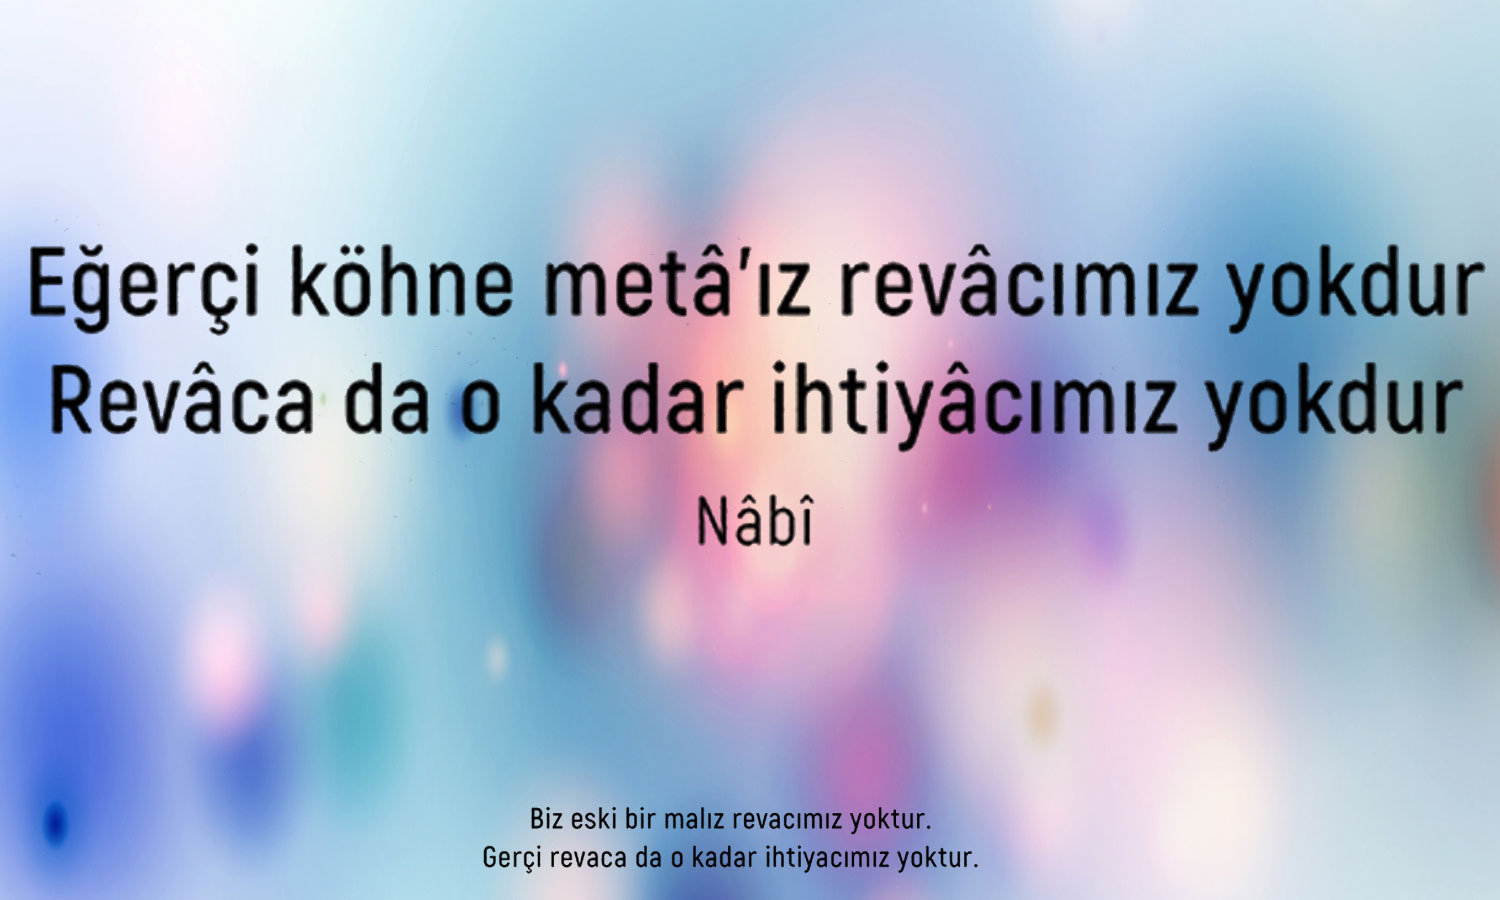 Eğerçi köhne metâ'ız revâcımız yokdur
Revâca da o kadar ihtiyâcımız yokdur
Nâbî
Biz eski bir malız revacımız yoktur.
Gerçi revaca da o kadar ihtiyacımız yoktur.